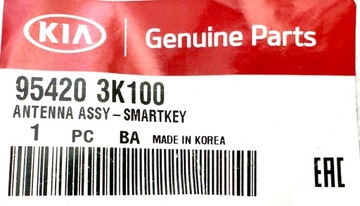 KIA
Genuine Parts
95420 3K100
ANTENNA ASSY-SMARTKEY
1 PC BA MADE IN KOREA
EAC